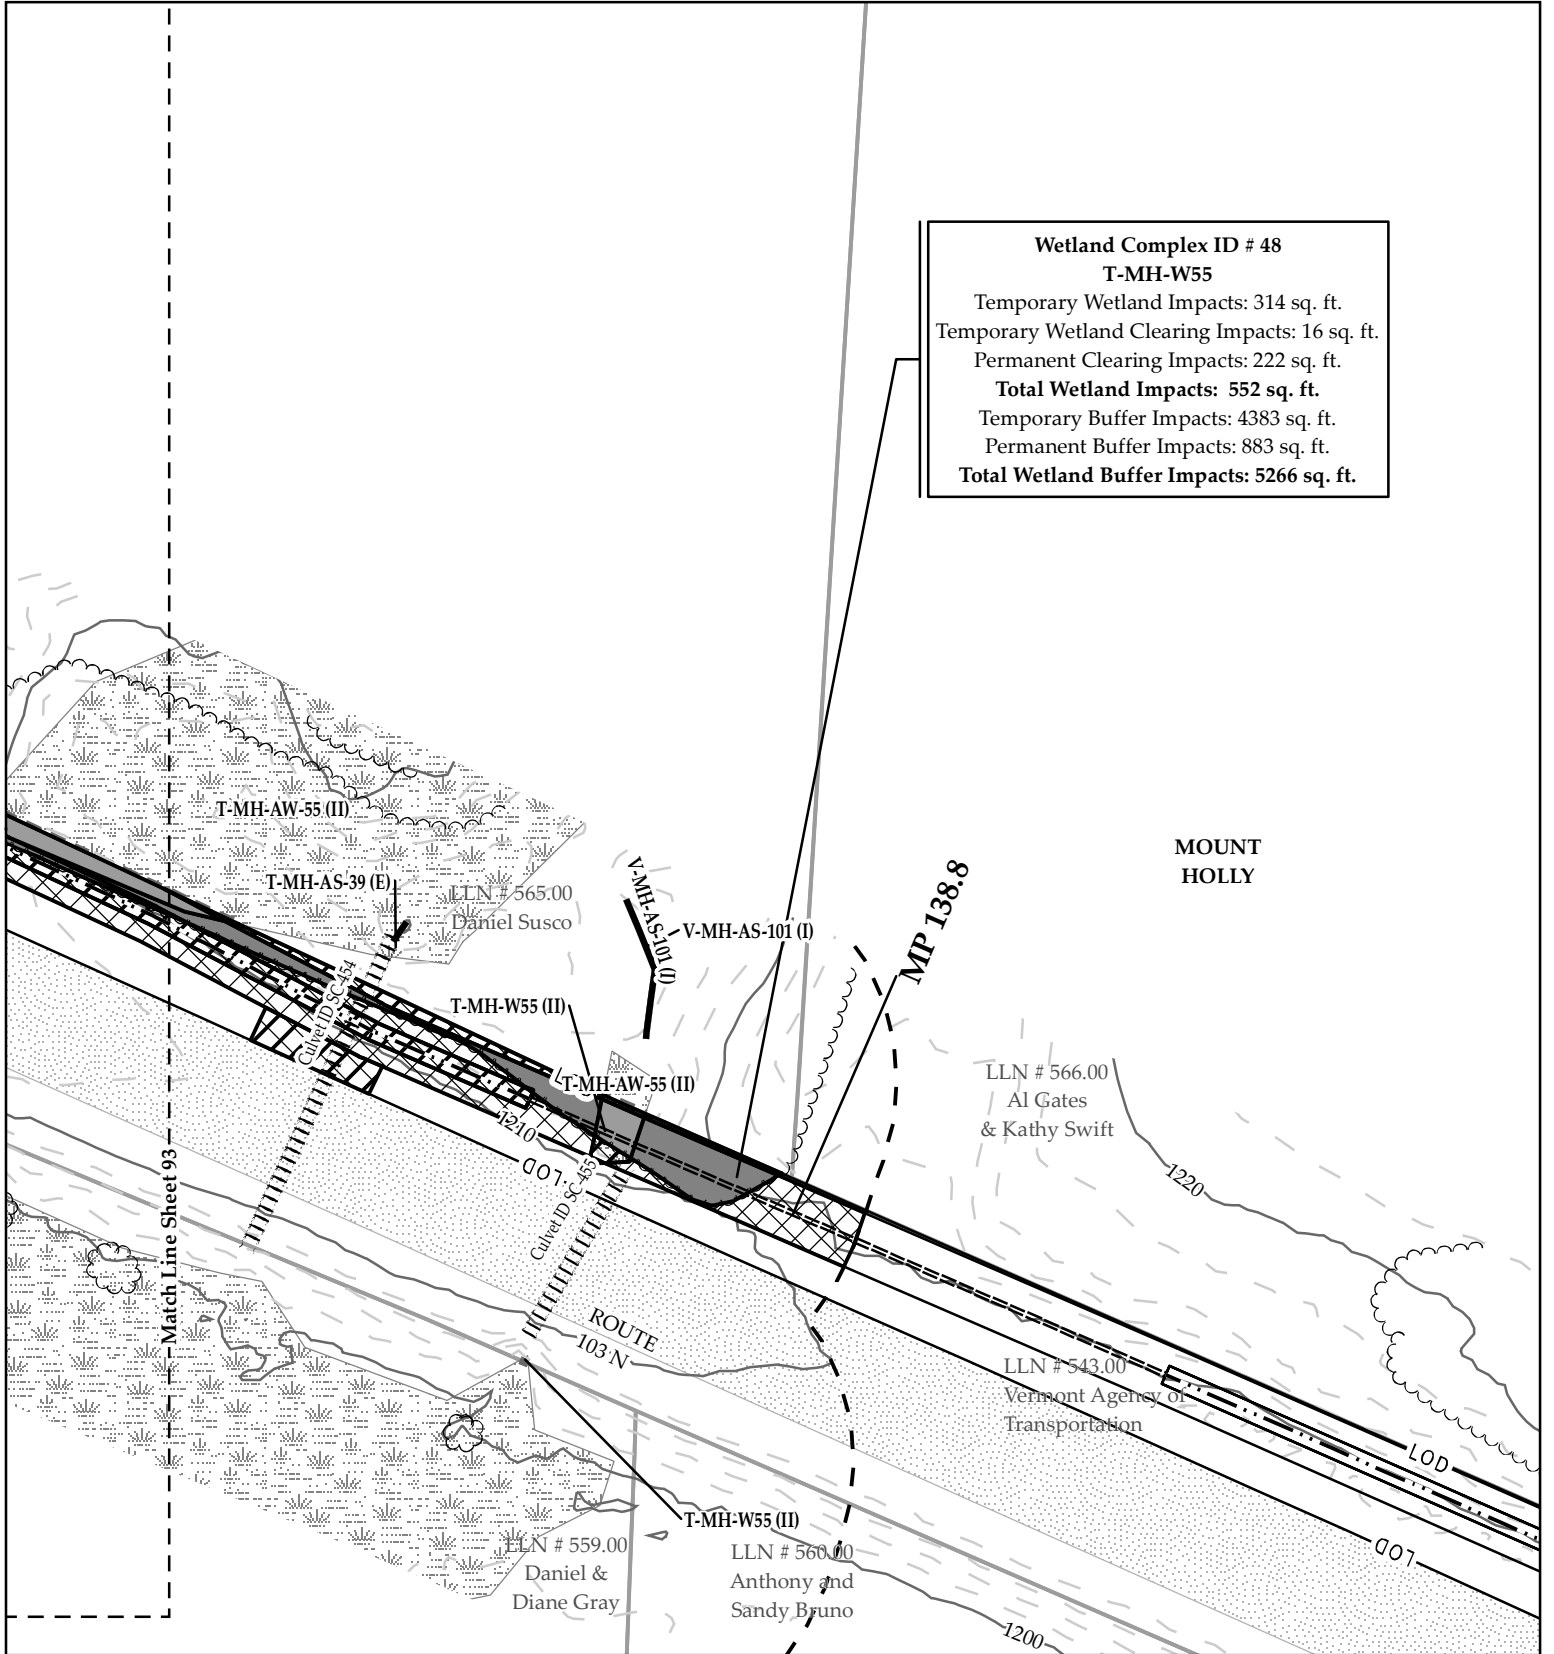 Wetland Complex ID # 48
T-MH-W55
Temporary Wetland Impacts: 314 sq. ft.
Temporary Wetland Clearing Impacts: 16 sq. ft.
Permanent Clearing Impacts: 222 sq. ft.
Total Wetland Impacts: 552 sq. ft.
Temporary Buffer Impacts: 4383 sq. ft.
Permanent Buffer Impacts: 883 sq. ft.
Total Wetland Buffer Impacts: 5266 sq. ft.
T-MH-AW-55 (II)
MOUNT
HOLLY
T-MH-AS-39 (E)
LLN # 565.00
Daniel Susco
V-MH-AS-101 (I)
V-MH-AS-101 (I)
MP 138.8
Culvet ID SC-454
T-MH-W55 (II)
T-MH-AW-55 (II)
LLN # 566.00
Al Gates
& Kathy Swift
1210
LOD
Culvet ID SC-455
1220
Match Line Sheet 93
ROUTE
103 N
LLN # 543.00
Vermont Agency of
Transportation
LOD
LOD
T-MH-W55 (II)
LLN # 559.00
Daniel &
Diane Gray
LLN # 560.00
Anthony and
Sandy Bruno
1200